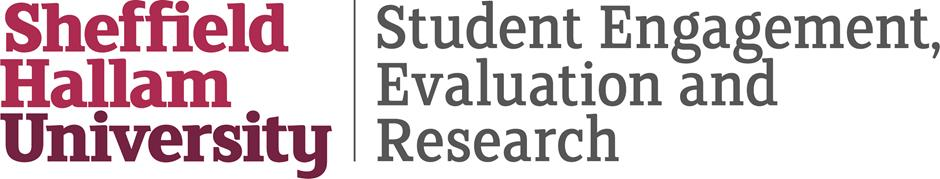 Sheffield
Hallam
University
Student Engagement,
Evaluation and
Research